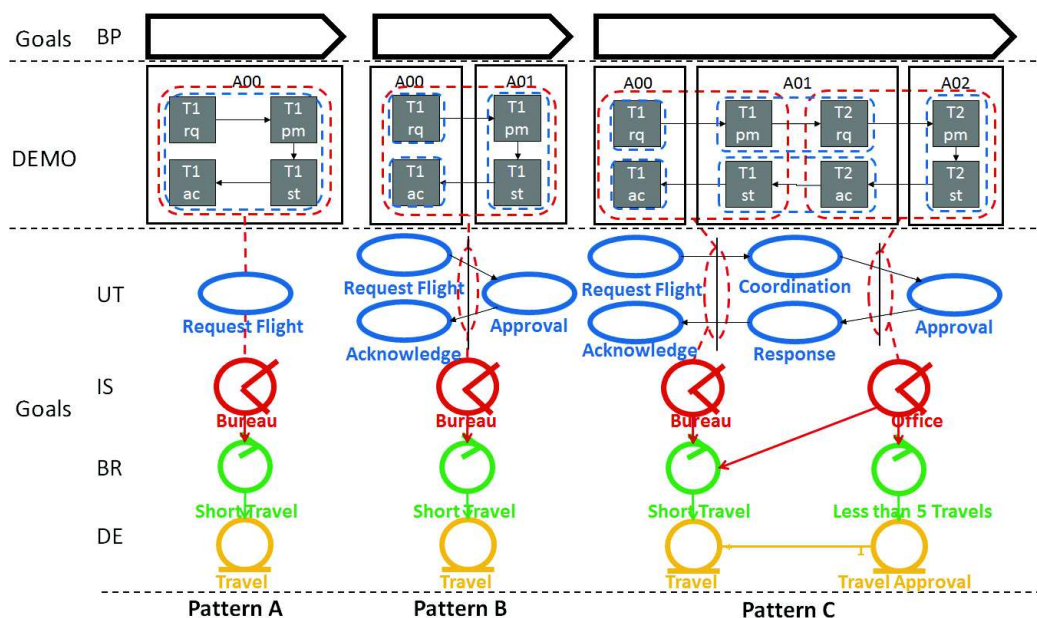 Goals BP
A00 A00 A01 A00 A01 A02
DEMO
T1 T1 T1 T1 T1 T1 T2 T2
rq pm rq pm rq pm rq pm
T1 T1 T1 T1 T1 T1 T2 T2
ac st ac st ac st ac st
UT
Request Flight Request Flight Approval Request Flight Coordination Approval
Acknowledge Acknowledge Response
IS
Goals
Bureau Bureau Bureau Office
BR
Short Travel Short Travel Short Travel Less than 5 Travels
DE
* 1
Travel Travel Travel Travel Approval
Pattern A Pattern B Pattern C